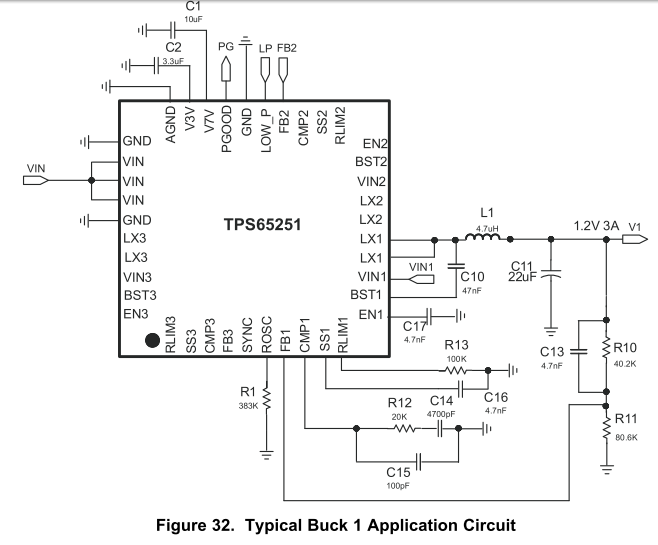 C1
10uF
C2
3.3uF
PG
LP
FB2
AGND
V3V
V7V
PGOOD
GND
LOW_P
FB2
CMP2
SS2
RLIM2
GND
VIN
VIN
VIN
VIN
GND
LX3
LX3
VIN3
BST3
EN3
TPS65251
EN2
BST2
VIN2
LX2
LX2
LX1
LX1
VIN1
BST1
EN1
VIN1
L1
4.7uH
1.2V 3A
V1
C10
47nF
C11
22uF
C17
4.7nF
C13
4.7nF
R10
40.2K
R11
80.6K
RLIM3
SS3
CMP3
FB3
SYNC
ROSC
FB1
CMP1
SS1
RLIM1
R13
100K
C16
4.7nF
R1
383K
R12
20K
C14
4700pF
C15
100pF
Figure 32. Typical Buck 1 Application Circuit